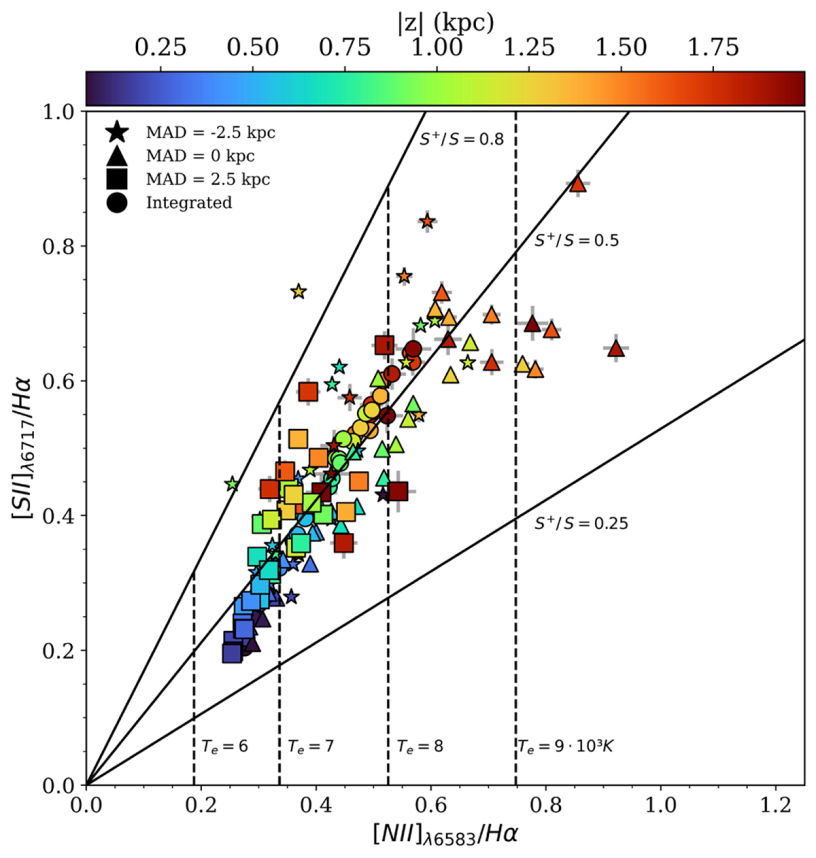 |z| (kpc)
0.25 0.50 0.75 1.00 1.25 1.50 1.75
1.0
0.8
0.6
0.4
0.2
0.0
MAD = -2.5 kpc
MAD = 0 kpc
MAD = 2.5 kpc
Integrated
S⁺/S = 0.8
S⁺/S = 0.5
S⁺/S = 0.25
[SII]λ6717/Hα
Tₑ = 6 Tₑ = 7 Tₑ = 8 Tₑ = 9 · 10³K
0.0 0.2 0.4 0.6 0.8 1.0 1.2
[NII]λ6583/Hα